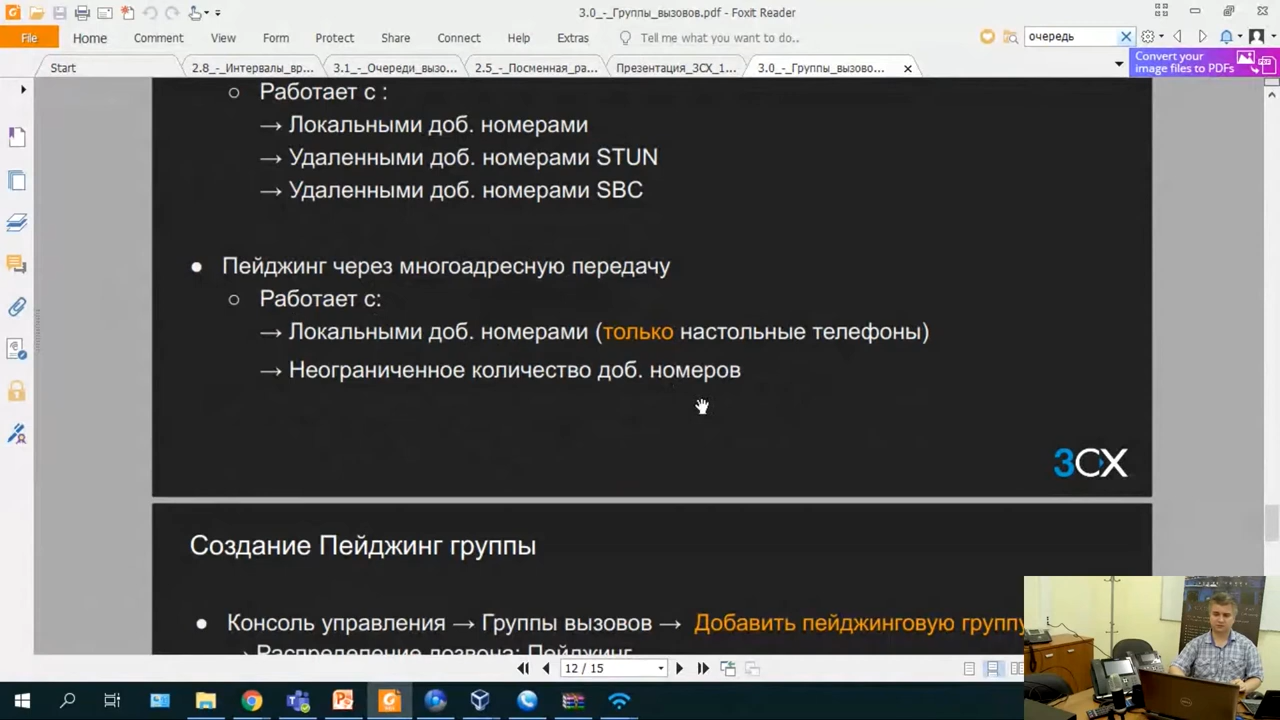 3.0_-_Группы_вызовов.pdf - Foxit Reader
File Home Comment View Form Protect Share Connect Help Extras Tell me what you want to do.. очередь
Start 2.8_-_Интервалы_вр... 3.1_-_Очереди_вызо... 2.5_-_Посменная_ра... Презентация_3CX_1... 3.0_-_Группы_вызово...
Convert your
image files to PDFs
Работает с :
→ Локальными доб. номерами
→ Удаленными доб. номерами STUN
→ Удаленными доб. номерами SBC
Пейджинг через многоадресную передачу
Работает с:
→ Локальными доб. номерами (только настольные телефоны)
→ Неограниченное количество доб. номеров
3CX
Создание Пейджинг группы
Консоль управления → Группы вызовов → Добавить пейджинговую группу
→ Распределение дозвона: Пейджинг
12 / 15